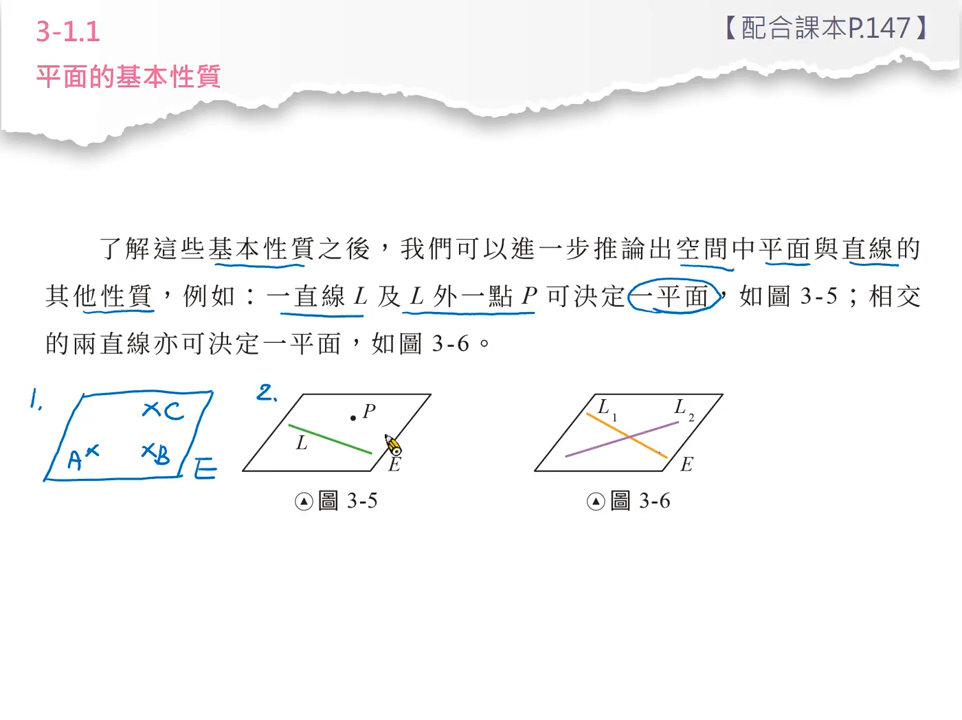 3-1.1
【配合課本P.147】
平面的基本性質
了解這些基本性質之後，我們可以進一步推論出空間中平面與直線的
其他性質，例如：一直線 L 及 L 外一點 P 可決定一平面，如圖 3-5；相交
的兩直線亦可決定一平面，如圖 3-6。
1.
C
A
B
E
2.
P
L
E
圖 3-5
L1
L2
E
圖 3-6